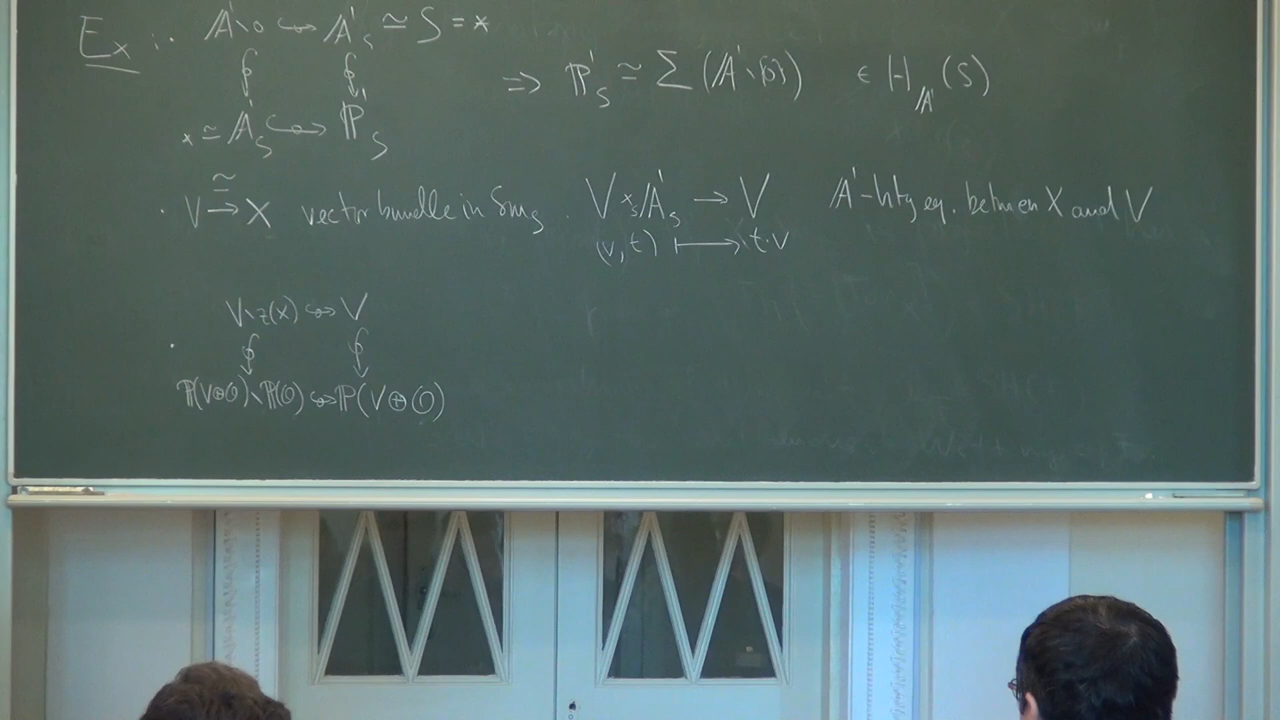 Ex: · 𝔸¹∖0 ↪ 𝔸¹_S ≃ S = *
⇒ ℙ¹_S ≃ Σ(𝔸¹∖{0}) ∈ H_𝔸¹(S)
* ≃ 𝔸¹_S ↪ ℙ¹_S
· V →≃ X vector bundle in Sm_S. V ×_S 𝔸¹_S → V 𝔸¹-hty eq. between X and V
(v,t) ↦ t·v
V∖z(X) ↪ V
·
ℙ(V⊕O)∖ℙ(O) ↪ ℙ(V⊕O)